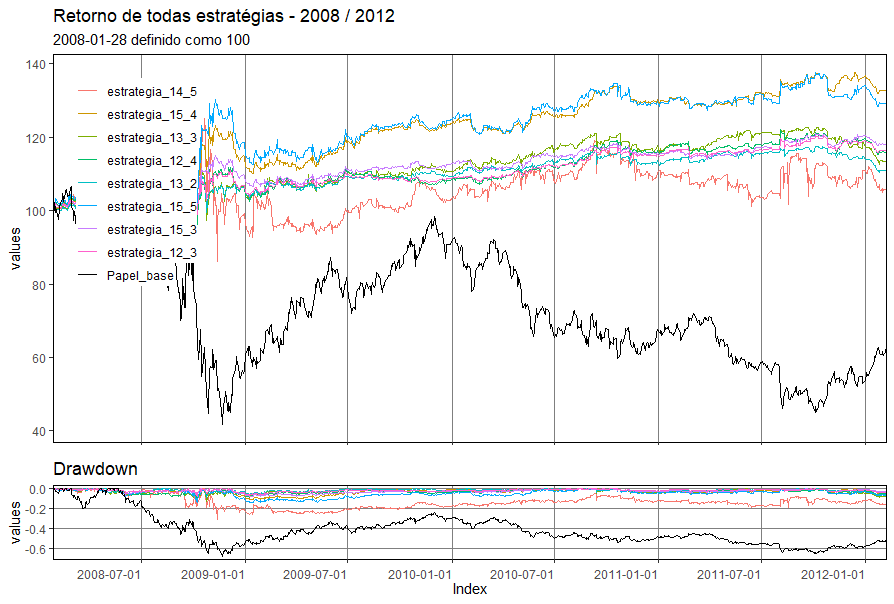 Retorno de todas estratégias - 2008 / 2012
2008-01-28 definido como 100
140
120
100
80
60
40
values
estrategia_14_5
estrategia_15_4
estrategia_13_3
estrategia_12_4
estrategia_13_2
estrategia_15_5
estrategia_15_3
estrategia_12_3
Papel_base
Drawdown
0.0
-0.2
-0.4
-0.6
values
2008-07-01
2009-01-01
2009-07-01
2010-01-01
2010-07-01
2011-01-01
2011-07-01
2012-01-01
Index